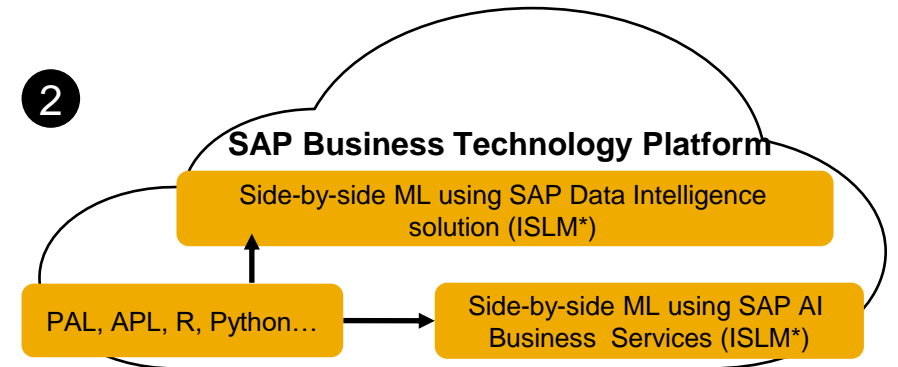 2
SAP Business Technology Platform
Side-by-side ML using SAP Data Intelligence
solution (ISLM*)
PAL, APL, R, Python…
Side-by-side ML using SAP AI
Business Services (ISLM*)